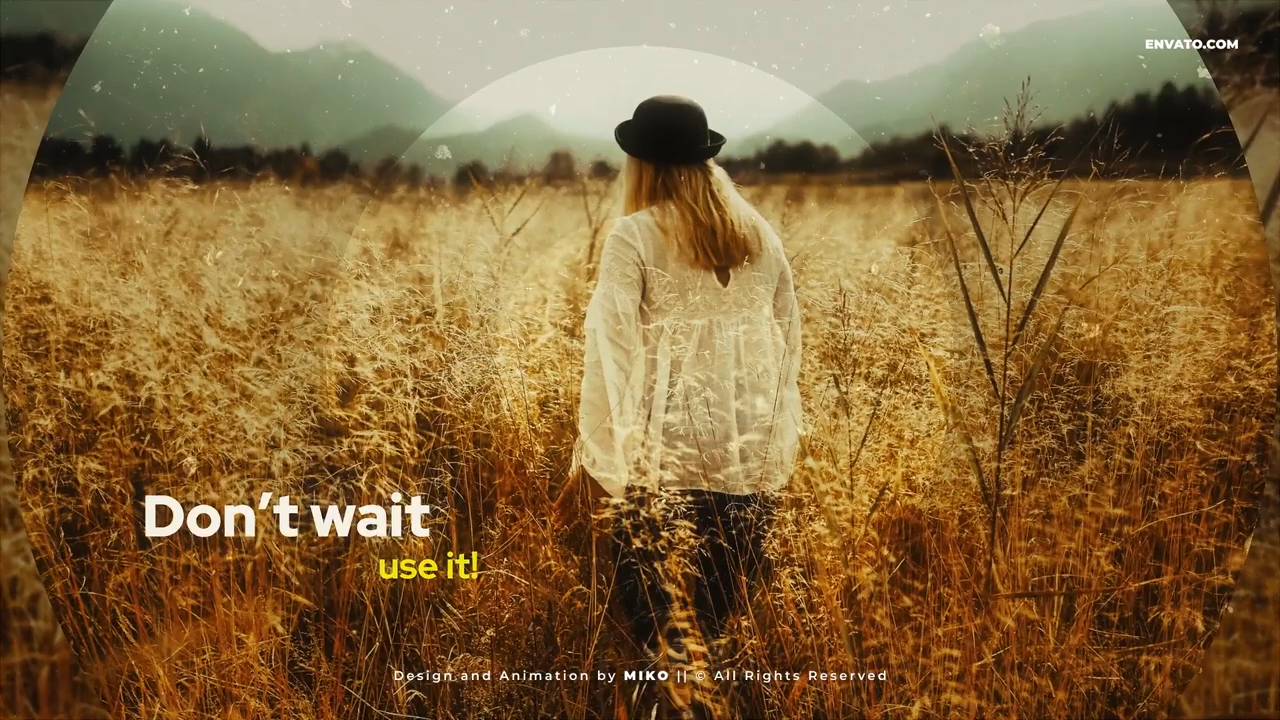 ENVATO.COM
Don't wait
use it!
Design and Animation by MIKO || © All Rights Reserved